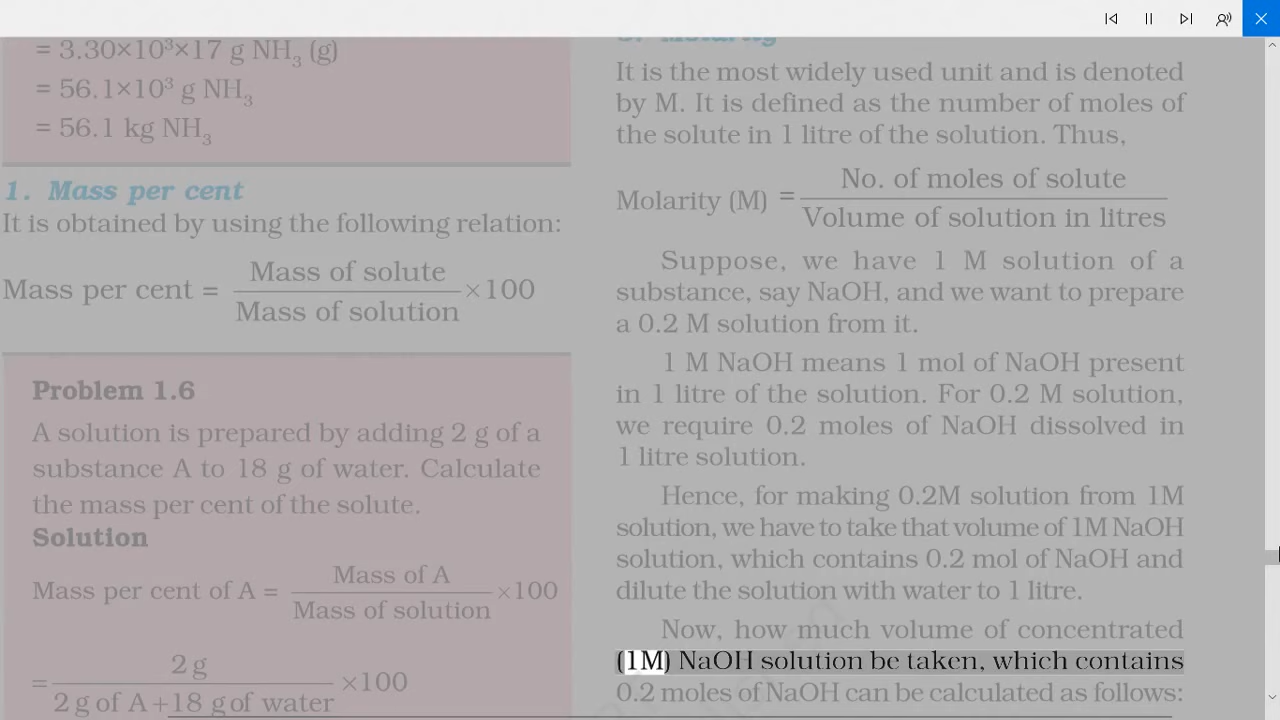 = 3.30×10³×17 g NH₃ (g)
= 56.1×10³ g NH₃
= 56.1 kg NH₃
1. Mass per cent
It is obtained by using the following relation:
Mass per cent = Mass of solute / Mass of solution ×100
Problem 1.6
A solution is prepared by adding 2 g of a
substance A to 18 g of water. Calculate
the mass per cent of the solute.
Solution
Mass per cent of A = Mass of A / Mass of solution ×100
= 2 g / 2 g of A + 18 g of water ×100
Molarity
It is the most widely used unit and is denoted
by M. It is defined as the number of moles of
the solute in 1 litre of the solution. Thus,
Molarity (M) = No. of moles of solute / Volume of solution in litres
Suppose, we have 1 M solution of a
substance, say NaOH, and we want to prepare
a 0.2 M solution from it.
1 M NaOH means 1 mol of NaOH present
in 1 litre of the solution. For 0.2 M solution,
we require 0.2 moles of NaOH dissolved in
1 litre solution.
Hence, for making 0.2M solution from 1M
solution, we have to take that volume of 1M NaOH
solution, which contains 0.2 mol of NaOH and
dilute the solution with water to 1 litre.
Now, how much volume of concentrated
(1M) NaOH solution be taken, which contains
0.2 moles of NaOH can be calculated as follows: